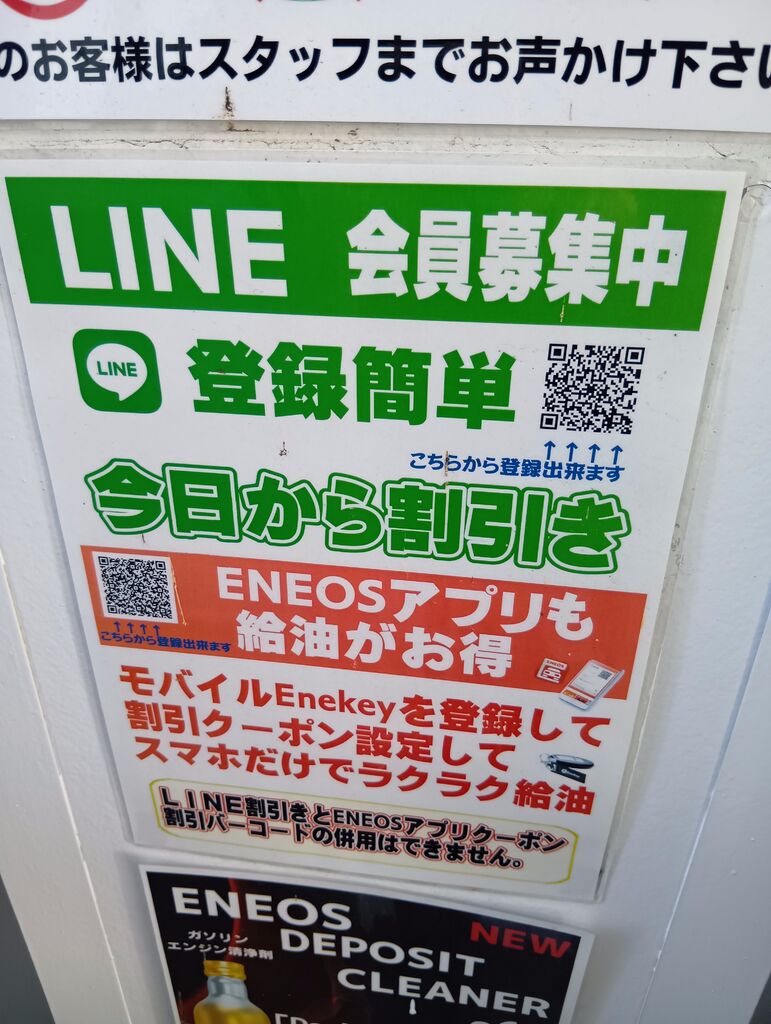 のお客様はスタッフまでお声かけ下さい
LINE 会員募集中
LINE
登録簡単
↑↑↑↑
こちらから登録出来ます
今日から割引き
ENEOSアプリも
給油がお得
↑↑↑↑
こちらから登録出来ます
ENEOS
モバイルEnekeyを登録して
割引クーポン設定して
スマホだけでラクラク給油
LINE割引きとENEOSアプリクーポン
割引バーコードの併用はできません。
ENEOS
NEW
ガソリン
エンジン清浄剤
DEPOSIT
CLEANER